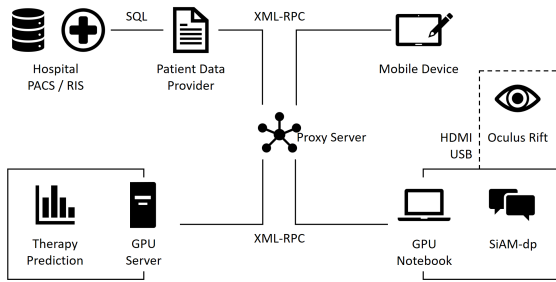 SQL
XML-RPC
Hospital
PACS / RIS
Patient Data
Provider
Mobile Device
Proxy Server
HDMI
USB
Oculus Rift
Therapy
Prediction
GPU
Server
XML-RPC
GPU
Notebook
SiAM-dp